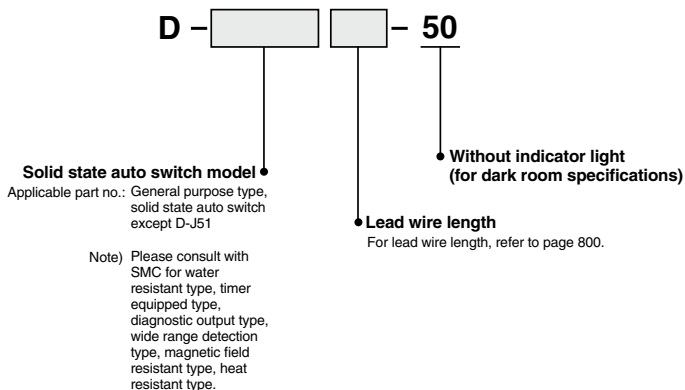 D – – 50
Without indicator light
(for dark room specifications)
Solid state auto switch model
Applicable part no.: General purpose type,
solid state auto switch
except D-J51
Lead wire length
For lead wire length, refer to page 800.
Note) Please consult with
SMC for water
resistant type, timer
equipped type,
diagnostic output type,
wide range detection
type, magnetic field
resistant type, heat
resistant type.